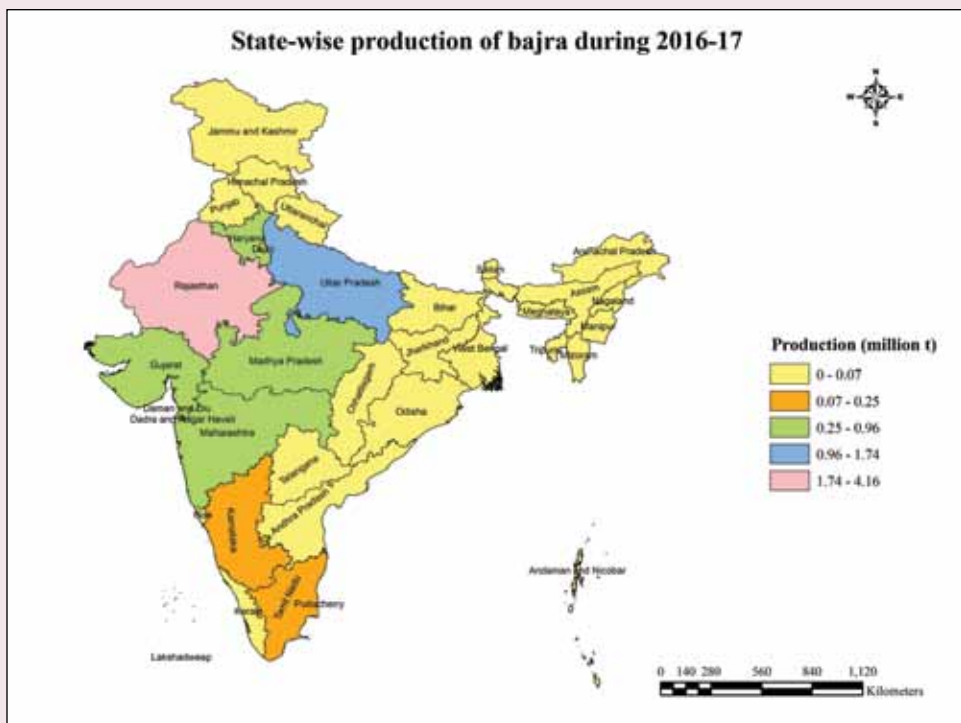 State-wise production of bajra during 2016-17
N
W
E
S
Jammu and Kashmir
Himachal Pradesh
Punjab
Uttaranchal
Haryana
Delhi
Rajasthan
Uttar Pradesh
Sikkim
Arunachal Pradesh
Assam
Nagaland
Meghalaya
Manipur
Tripura
Mizoram
Bihar
Jharkhand
West Bengal
Gujarat
Madhya Pradesh
Chhattisgarh
Odisha
Daman and Diu
Dadra and Nagar Haveli
Maharashtra
Telangana
Andhra Pradesh
Goa
Karnataka
Tamil Nadu
Puducherry
Kerala
Lakshadweep
Andaman and Nicobar
Production (million t)
0 - 0.07
0.07 - 0.25
0.25 - 0.96
0.96 - 1.74
1.74 - 4.16
0 140 280 560 840 1,120
Kilometers